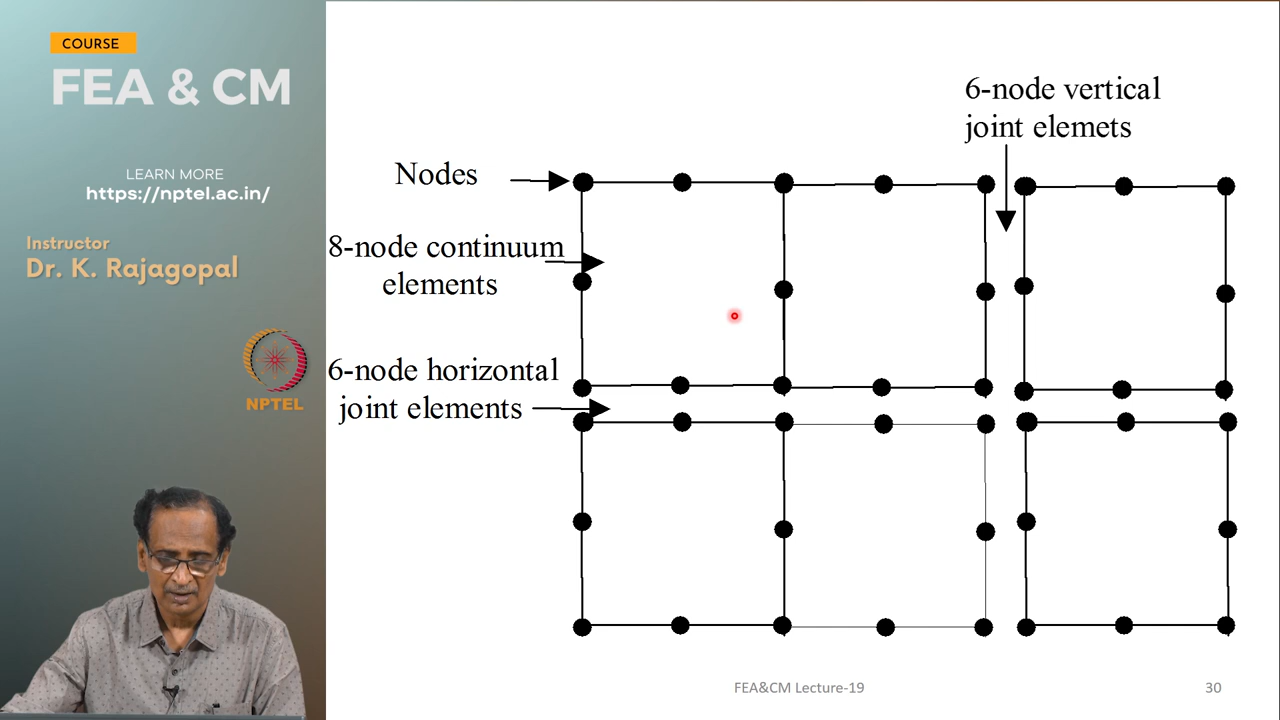 COURSE
FEA & CM
LEARN MORE
https://nptel.ac.in/
Instructor
Dr. K. Rajagopal
NPTEL
6-node vertical
joint elemets
Nodes
8-node continuum
elements
6-node horizontal
joint elements
FEA&CM Lecture-19
30